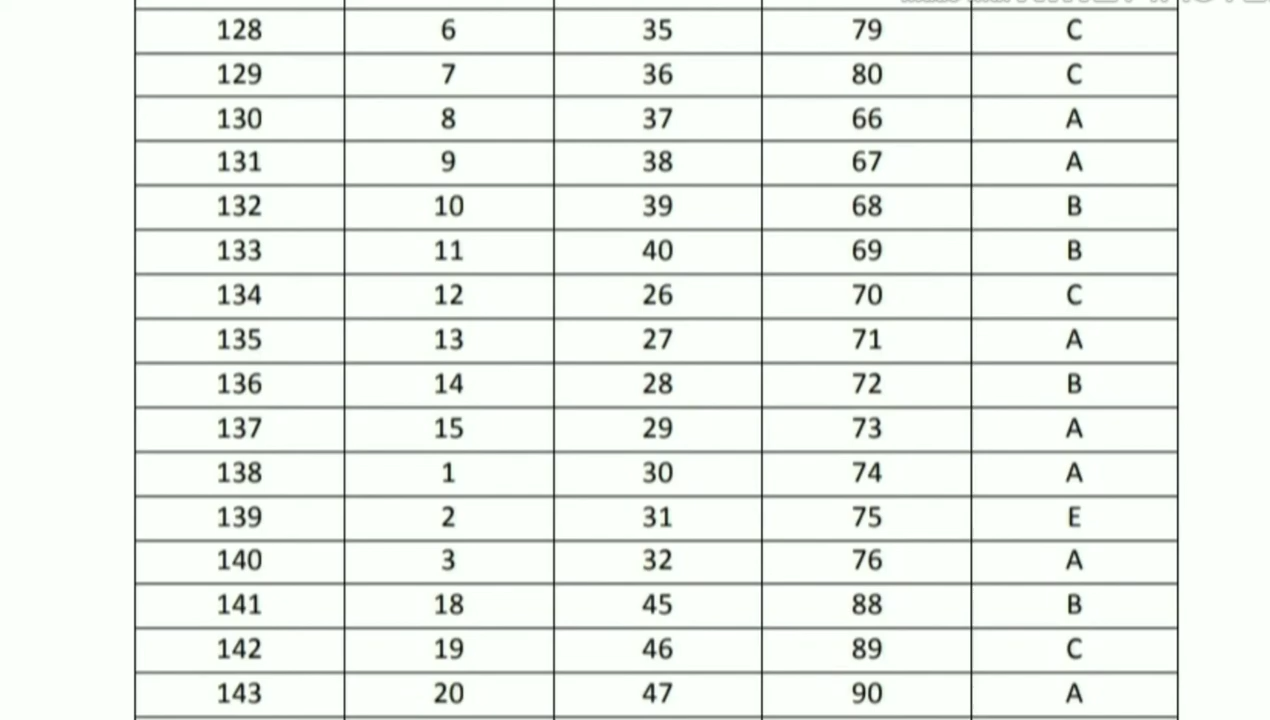 128 6 35 79 C
129 7 36 80 C
130 8 37 66 A
131 9 38 67 A
132 10 39 68 B
133 11 40 69 B
134 12 26 70 C
135 13 27 71 A
136 14 28 72 B
137 15 29 73 A
138 1 30 74 A
139 2 31 75 E
140 3 32 76 A
141 18 45 88 B
142 19 46 89 C
143 20 47 90 A